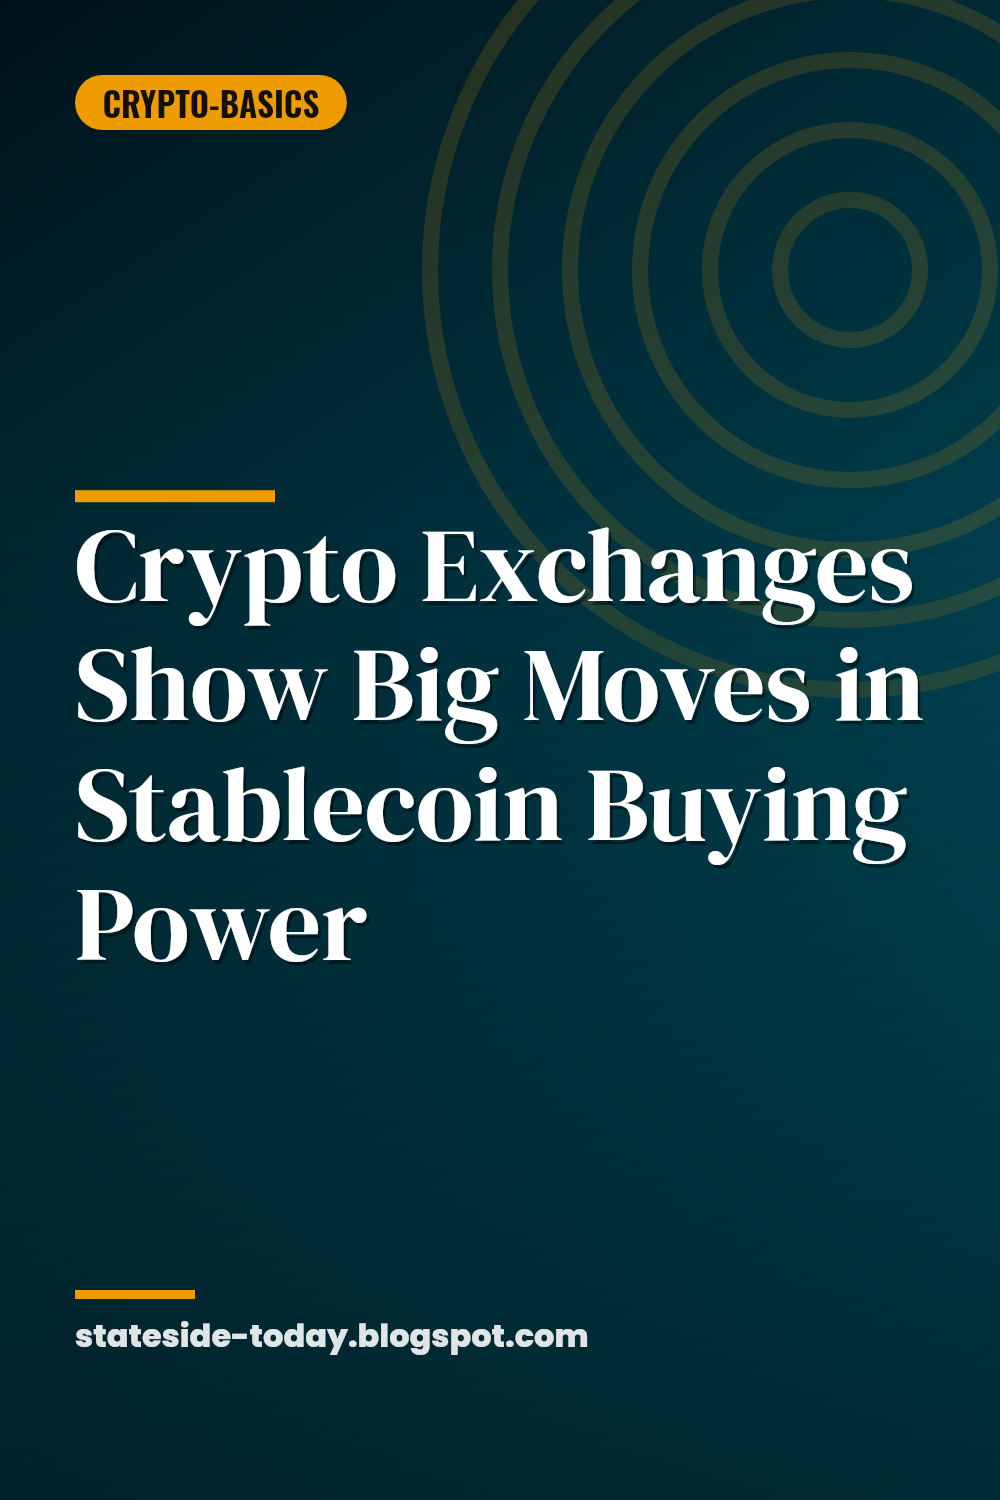 CRYPTO-BASICS
Crypto Exchanges
Show Big Moves in
Stablecoin Buying
Power
stateside-today.blogspot.com